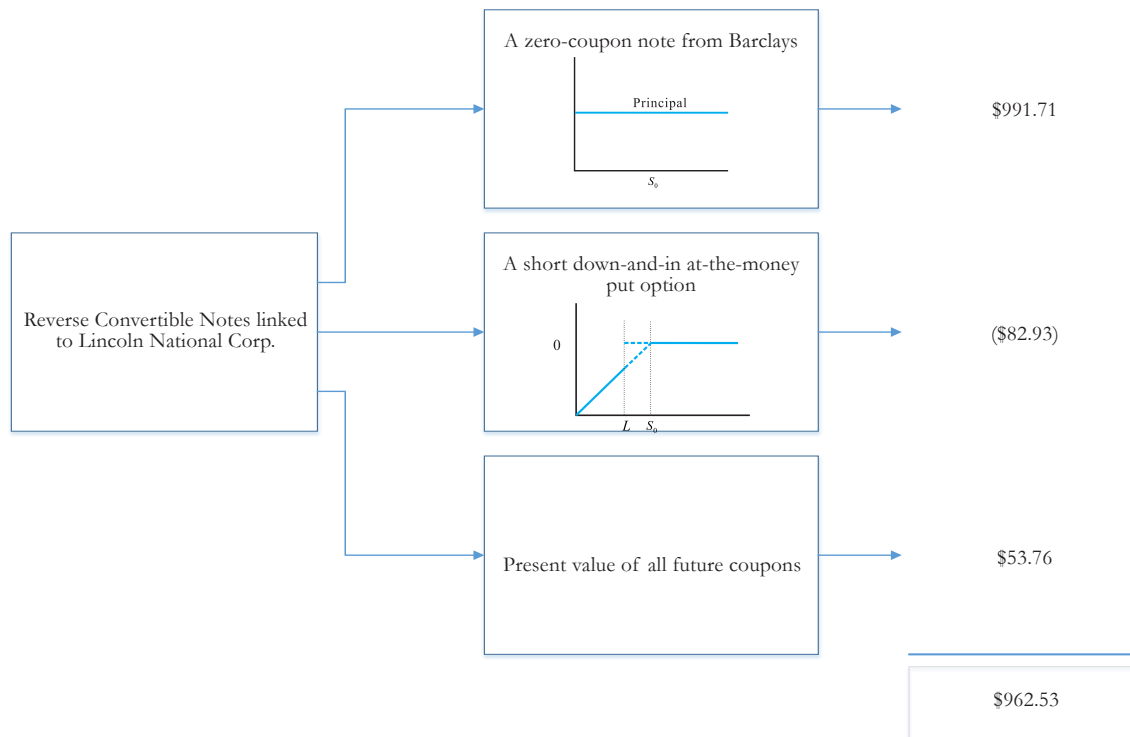 A zero-coupon note from Barclays
Principal
S₀
$991.71
Reverse Convertible Notes linked
to Lincoln National Corp.
A short down-and-in at-the-money
put option
0
L S₀
($82.93)
Present value of all future coupons
$53.76
$962.53